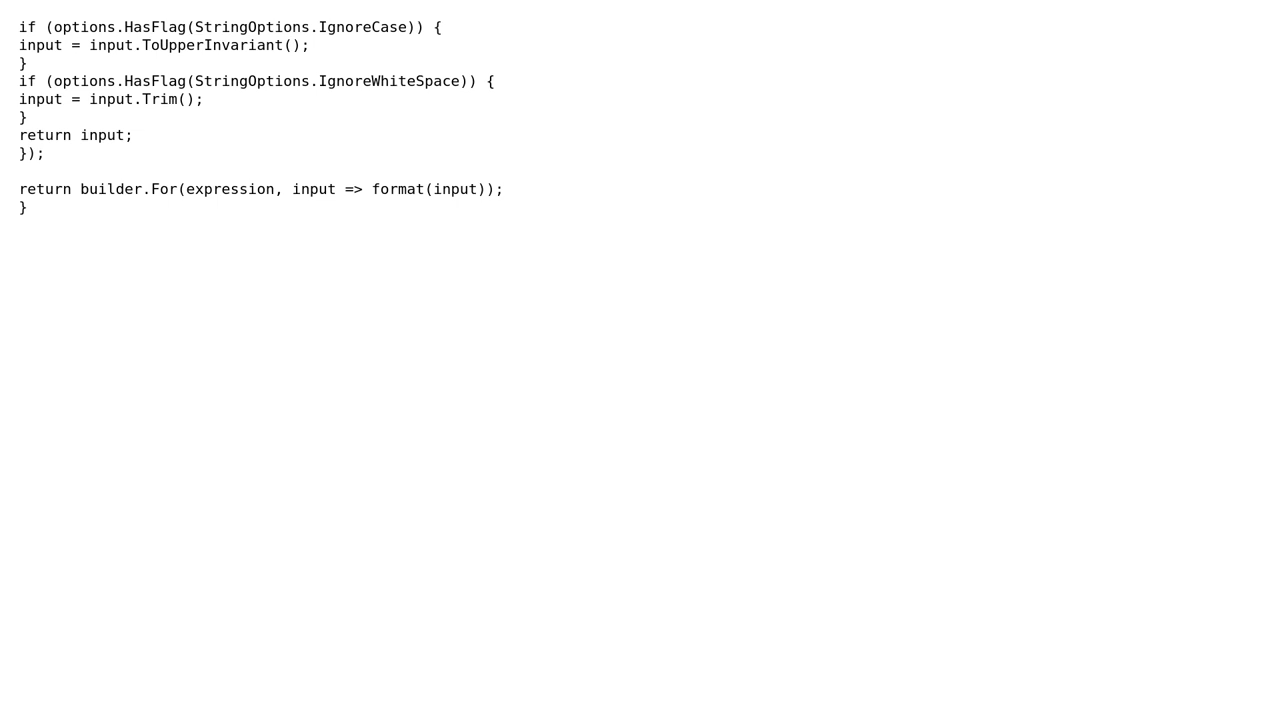 if (options.HasFlag(StringOptions.IgnoreCase)) {
input = input.ToUpperInvariant();
}
if (options.HasFlag(StringOptions.IgnoreWhiteSpace)) {
input = input.Trim();
}
return input;
});

return builder.For(expression, input => format(input));
}